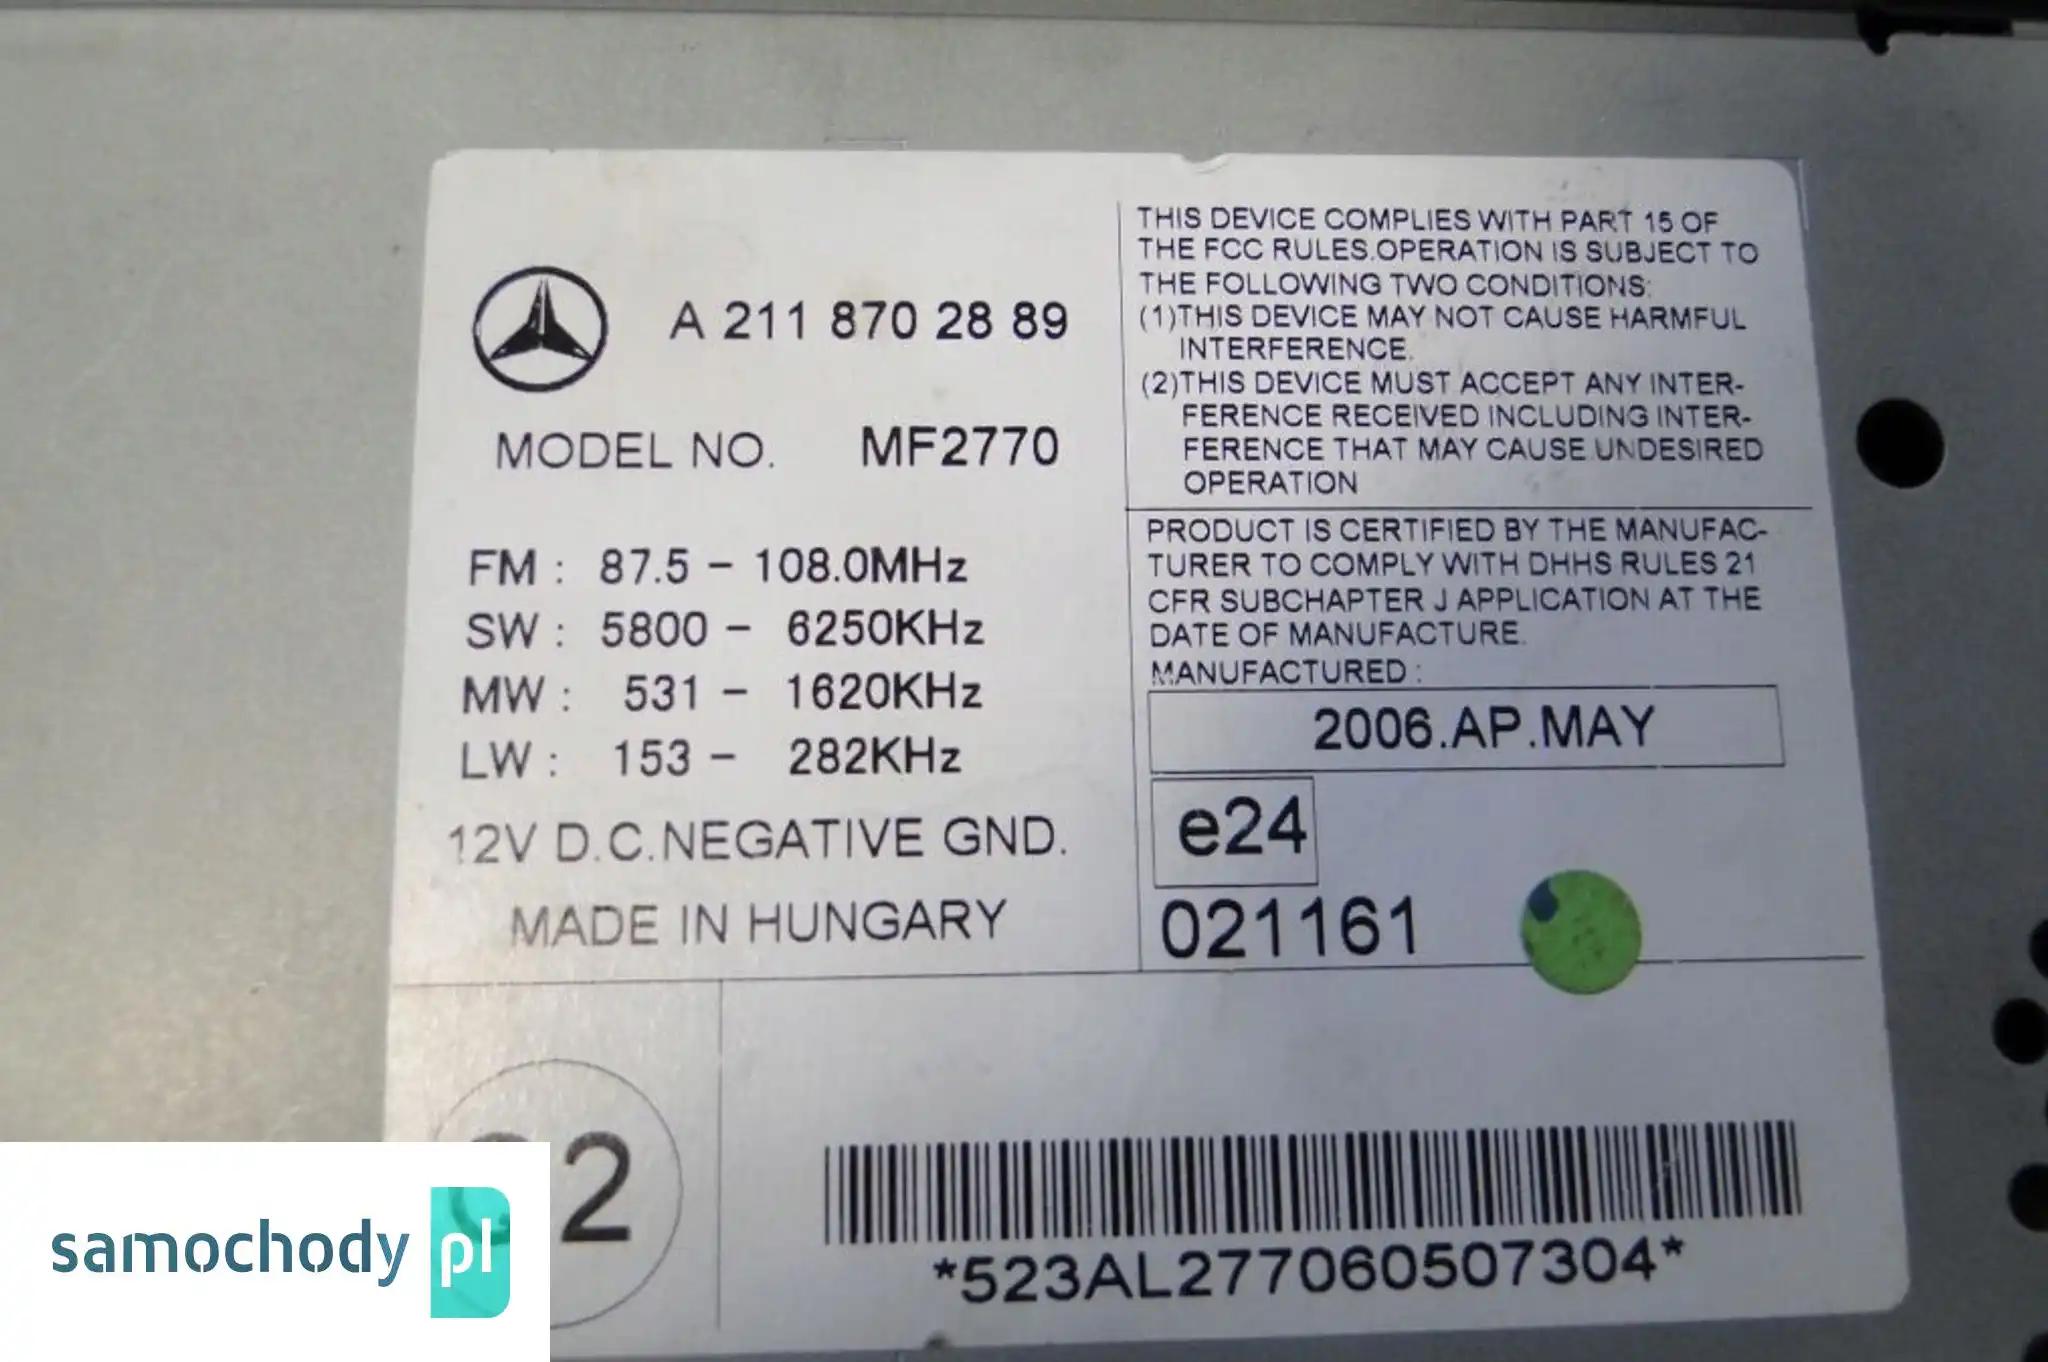 A 211 870 28 89
MODEL NO. MF2770
FM : 87.5 - 108.0MHz
SW : 5800 - 6250KHz
MW : 531 - 1620KHz
LW : 153 - 282KHz
12V D.C.NEGATIVE GND.
MADE IN HUNGARY
THIS DEVICE COMPLIES WITH PART 15 OF
THE FCC RULES.OPERATION IS SUBJECT TO
THE FOLLOWING TWO CONDITIONS:
(1)THIS DEVICE MAY NOT CAUSE HARMFUL
INTERFERENCE.
(2)THIS DEVICE MUST ACCEPT ANY INTER-
FERENCE RECEIVED INCLUDING INTER-
FERENCE THAT MAY CAUSE UNDESIRED
OPERATION
PRODUCT IS CERTIFIED BY THE MANUFAC-
TURER TO COMPLY WITH DHHS RULES 21
CFR SUBCHAPTER J APPLICATION AT THE
DATE OF MANUFACTURE.
MANUFACTURED :
2006.AP.MAY
e24
021161
*523AL277060507304*
samochody pl